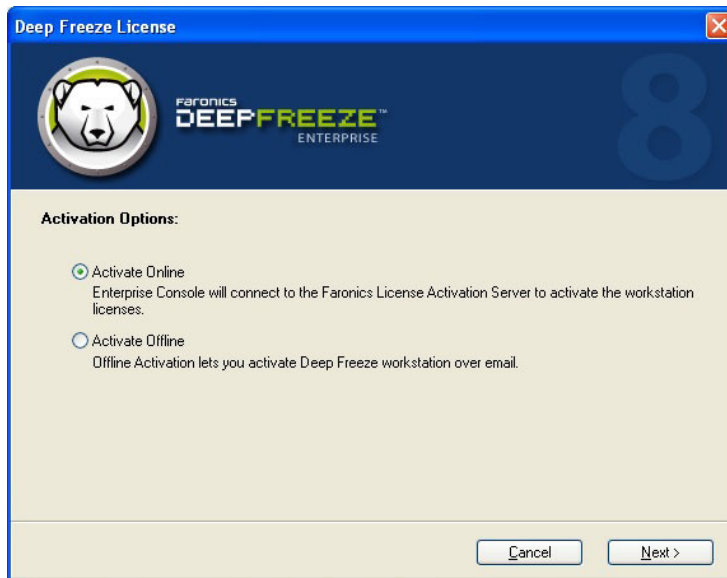 Deep Freeze License
Faronics
DEEPFREEZE™
ENTERPRISE
8
Activation Options:
Activate Online
Enterprise Console will connect to the Faronics License Activation Server to activate the workstation
licenses.
Activate Offline
Offline Activation lets you activate Deep Freeze workstation over email.
Cancel
Next >